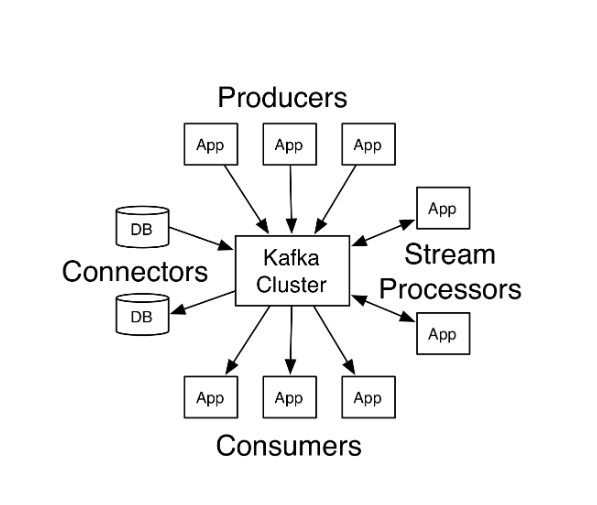 Producers
App
App
App
DB
App
Kafka
Cluster
Stream
Processors
Connectors
DB
App
App
App
App
Consumers